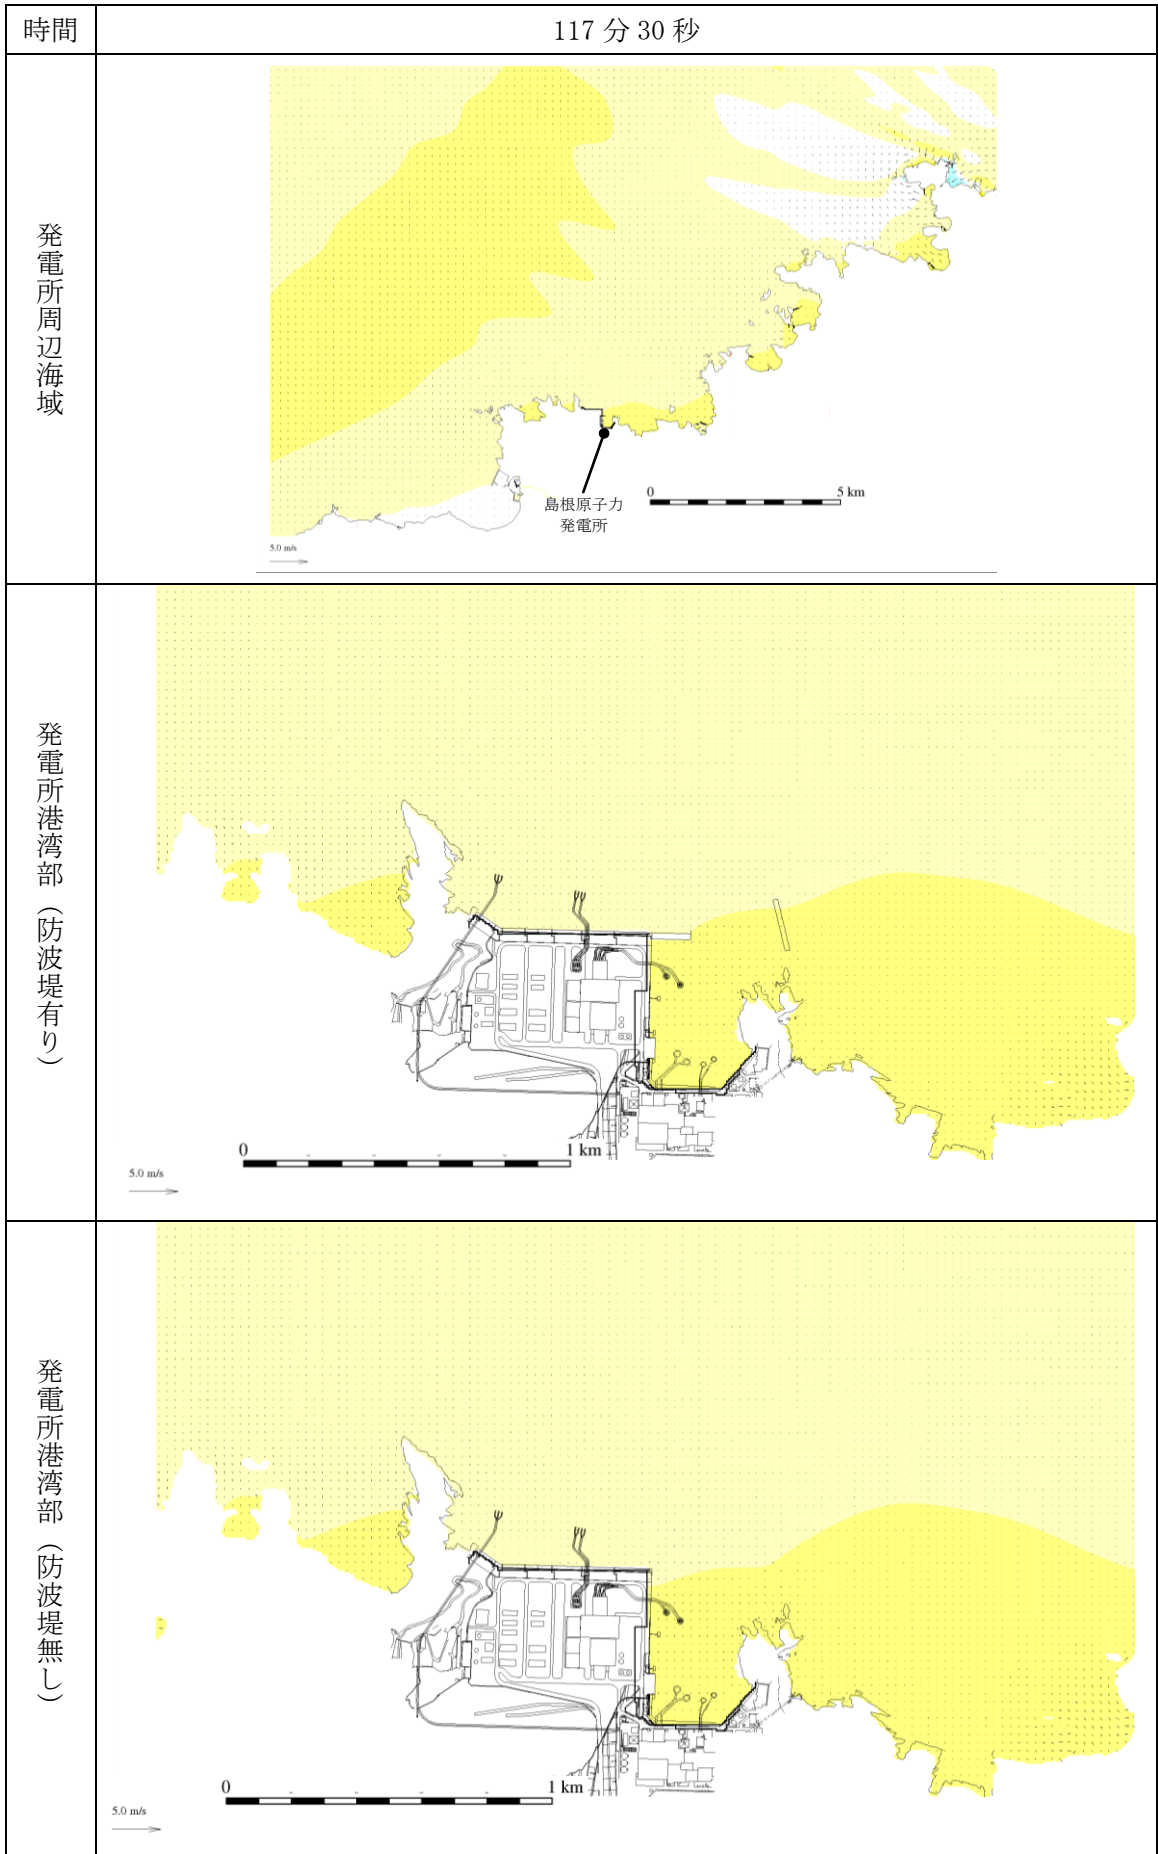 時間
117 分 30 秒
発電所周辺海域
島根原子力
発電所
0
5 km
5.0 m/s
発電所港湾部（防波堤有り）
0
1 km
5.0 m/s
発電所港湾部（防波堤無し）
0
1 km
5.0 m/s